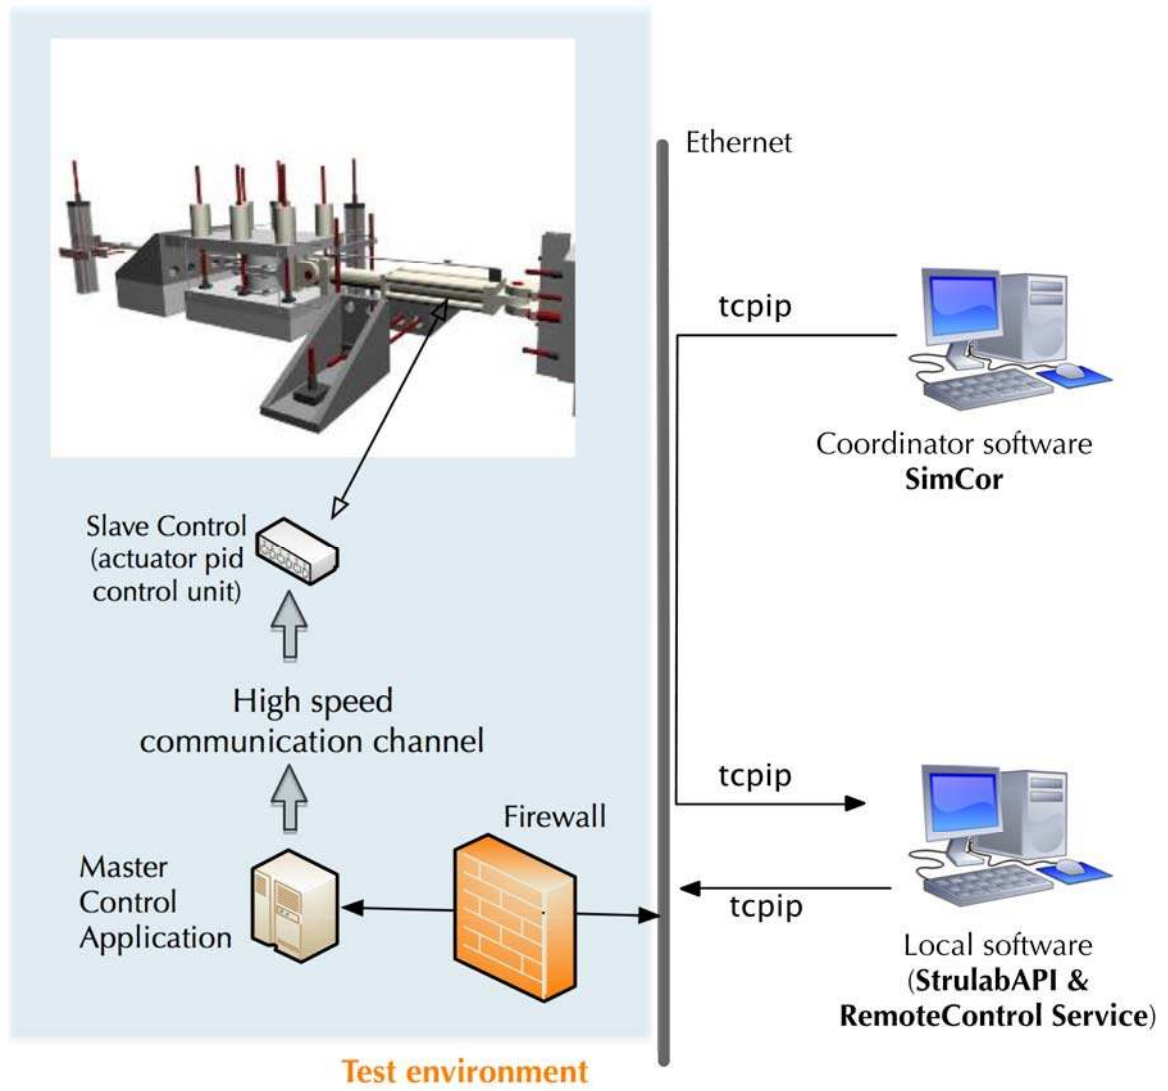 Ethernet
tcpip
Coordinator software
SimCor
Slave Control
(actuator pid
control unit)
High speed
communication channel
tcpip
Firewall
Master
Control
Application
tcpip
Local software
(StrulabAPI &
RemoteControl Service)
Test environment